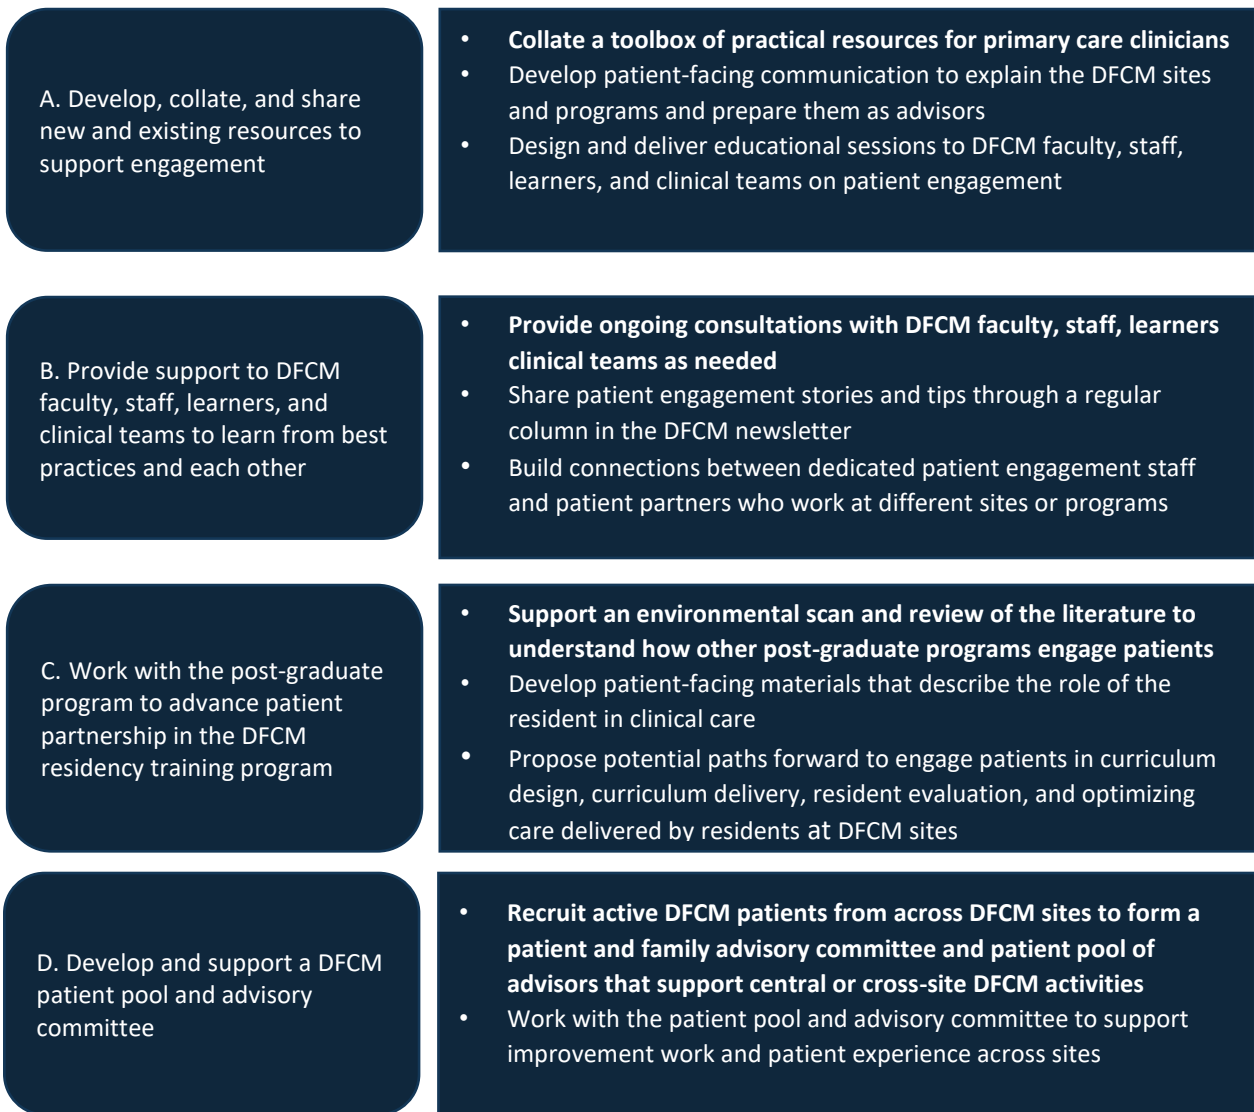 A. Develop, collate, and share
new and existing resources to
support engagement
• Collate a toolbox of practical resources for primary care clinicians
• Develop patient-facing communication to explain the DFCM sites
and programs and prepare them as advisors
• Design and deliver educational sessions to DFCM faculty, staff,
learners, and clinical teams on patient engagement
B. Provide support to DFCM
faculty, staff, learners, and
clinical teams to learn from best
practices and each other
• Provide ongoing consultations with DFCM faculty, staff, learners
clinical teams as needed
• Share patient engagement stories and tips through a regular
column in the DFCM newsletter
• Build connections between dedicated patient engagement staff
and patient partners who work at different sites or programs
C. Work with the post-graduate
program to advance patient
partnership in the DFCM
residency training program
• Support an environmental scan and review of the literature to
understand how other post-graduate programs engage patients
• Develop patient-facing materials that describe the role of the
resident in clinical care
• Propose potential paths forward to engage patients in curriculum
design, curriculum delivery, resident evaluation, and optimizing
care delivered by residents at DFCM sites
D. Develop and support a DFCM
patient pool and advisory
committee
• Recruit active DFCM patients from across DFCM sites to form a
patient and family advisory committee and patient pool of
advisors that support central or cross-site DFCM activities
• Work with the patient pool and advisory committee to support
improvement work and patient experience across sites